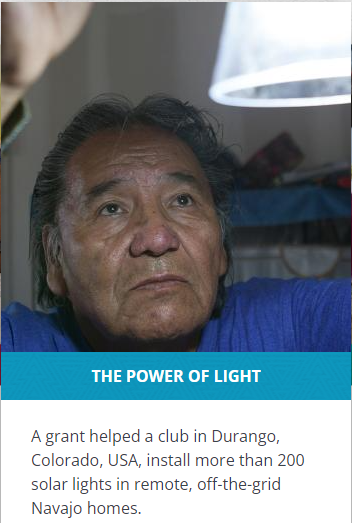 THE POWER OF LIGHT
A grant helped a club in Durango,
Colorado, USA, install more than 200
solar lights in remote, off-the-grid
Navajo homes.